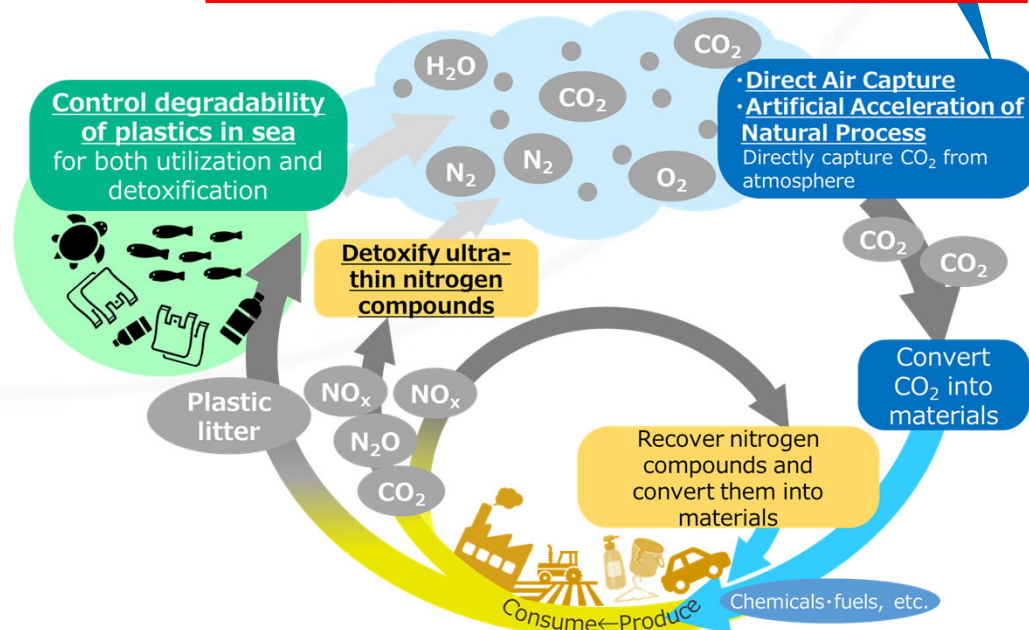 H₂O
CO₂
CO₂
N₂
N₂
O₂
Control degradability
of plastics in sea
for both utilization and
detoxification
・Direct Air Capture
・Artificial Acceleration of
Natural Process
Directly capture CO₂ from
atmosphere
Detoxify ultra-
thin nitrogen
compounds
CO₂
CO₂
Convert
CO₂ into
materials
Plastic
litter
NOₓ
NOₓ
N₂O
CO₂
Recover nitrogen
compounds and
convert them into
materials
Consume←Produce
Chemicals・fuels, etc.